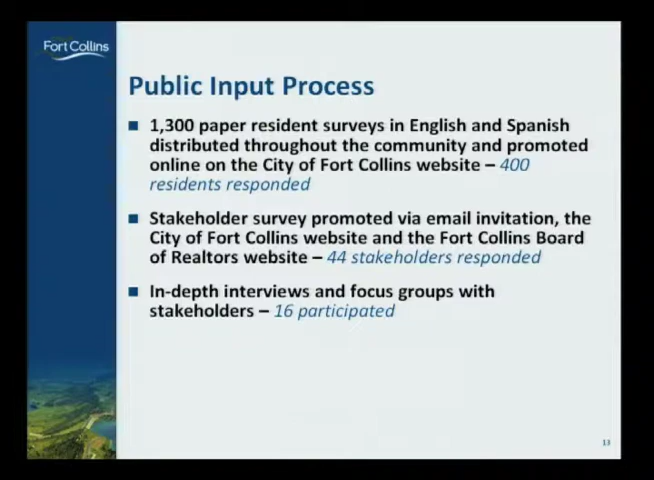 Fort Collins
Public Input Process
1,300 paper resident surveys in English and Spanish
distributed throughout the community and promoted
online on the City of Fort Collins website – 400
residents responded
Stakeholder survey promoted via email invitation, the
City of Fort Collins website and the Fort Collins Board
of Realtors website – 44 stakeholders responded
In-depth interviews and focus groups with
stakeholders – 16 participated
13